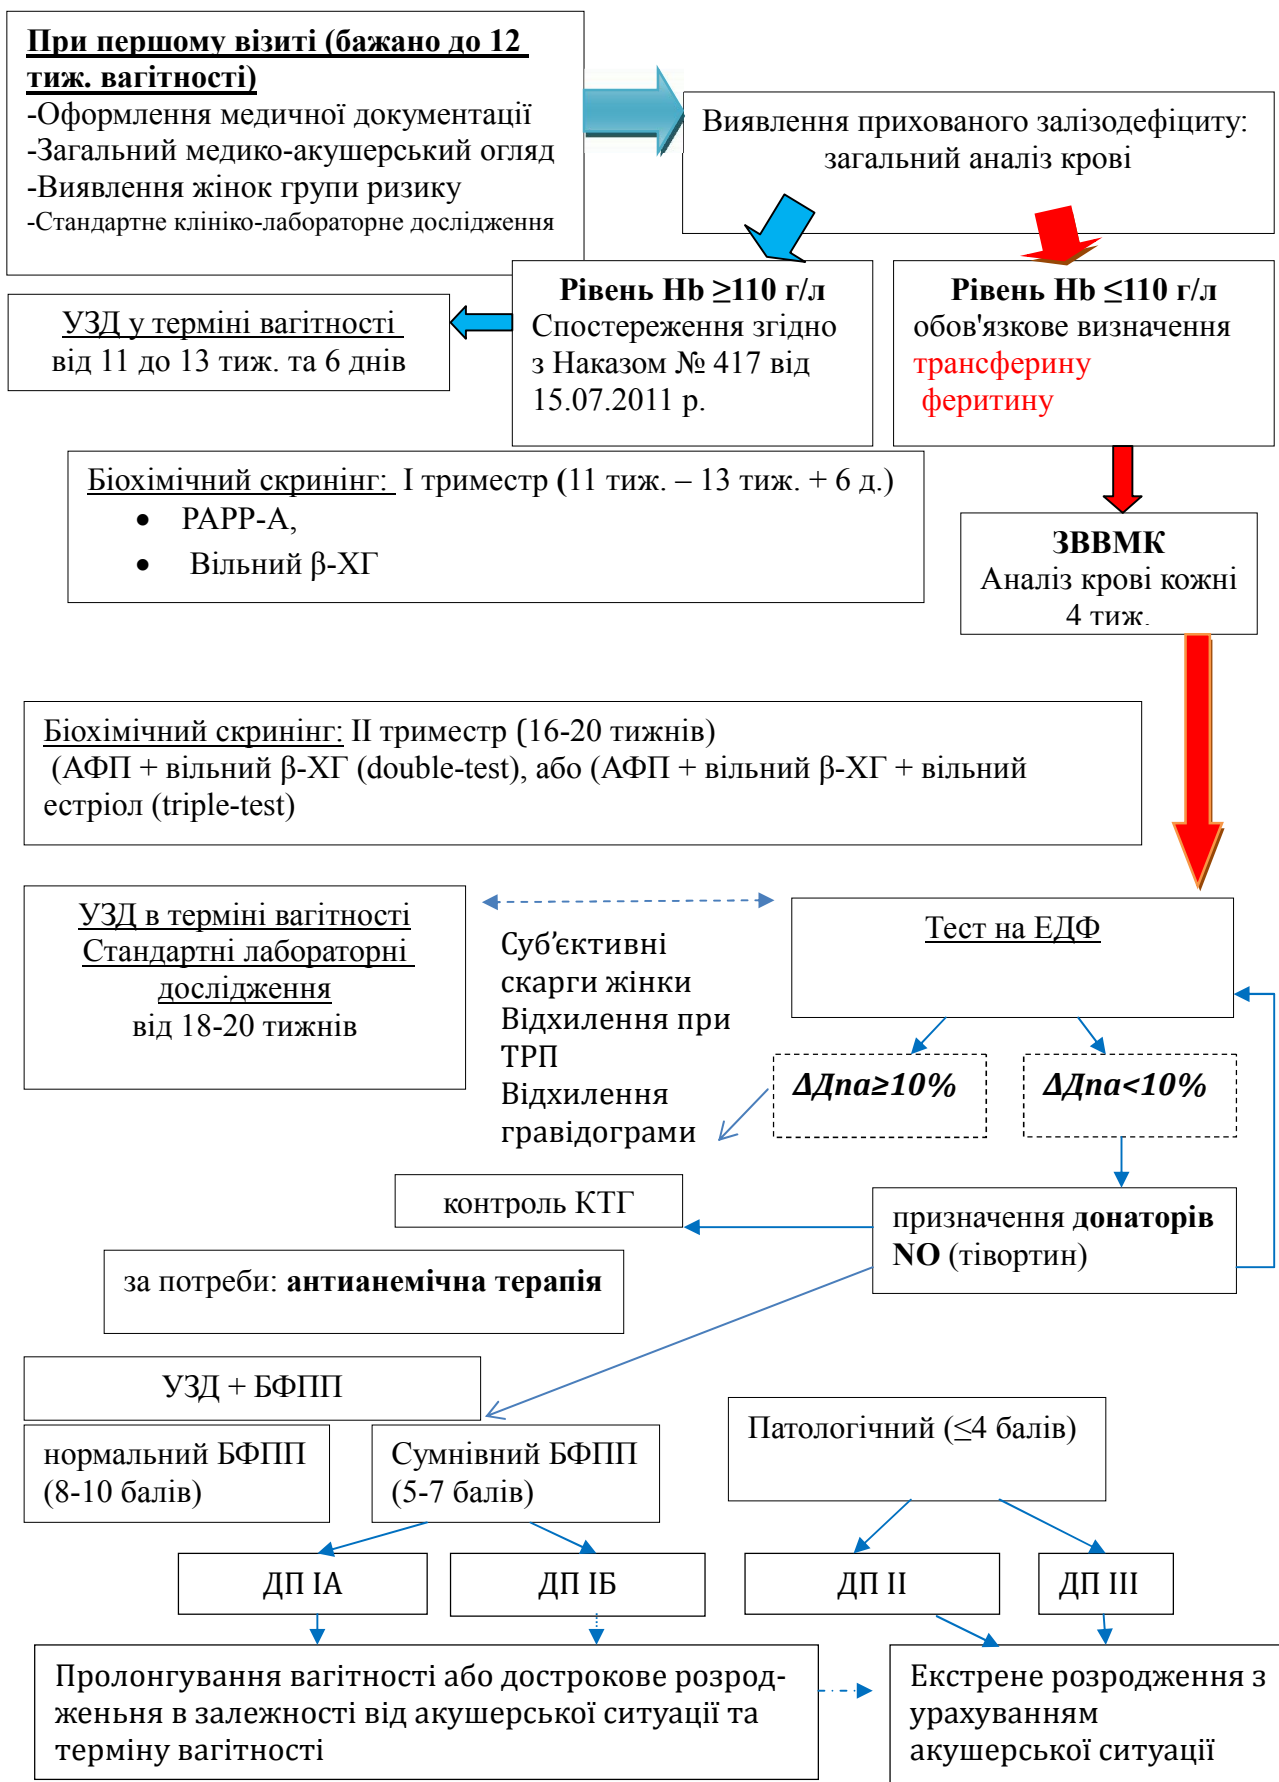 При першому візиті (бажано до 12
тиж. вагітності)
-Оформлення медичної документації
-Загальний медико-акушерський огляд
-Виявлення жінок групи ризику
-Стандартне клініко-лабораторне дослідження
Виявлення прихованого залізодефіциту:
загальний аналіз крові
УЗД у терміні вагітності
від 11 до 13 тиж. та 6 днів
Рівень Hb ≥110 г/л
Спостереження згідно
з Наказом № 417 від
15.07.2011 р.
Рівень Hb ≤110 г/л
обов'язкове визначення
трансферину
феритину
Біохімічний скринінг: І триместр (11 тиж. – 13 тиж. + 6 д.)
• РАРР-А,
• Вільний β-ХГ
ЗВВМК
Аналіз крові кожні
4 тиж.
Біохімічний скринінг: ІІ триместр (16-20 тижнів)
(АФП + вільний β-ХГ (double-test), або (АФП + вільний β-ХГ + вільний
естріол (triple-test)
УЗД в терміні вагітності
Стандартні лабораторні
дослідження
від 18-20 тижнів
Суб’єктивні
скарги жінки
Відхилення при
ТРП
Відхилення
гравідограми
Тест на ЕДФ
ΔДпа≥10%
ΔДпа<10%
контроль КТГ
призначення донаторів
NO (тівортин)
за потреби: антианемічна терапія
УЗД + БФПП
нормальний БФПП
(8-10 балів)
Сумнівний БФПП
(5-7 балів)
Патологічний (≤4 балів)
ДП ІА
ДП ІБ
ДП ІІ
ДП ІІІ
Пролонгування вагітності або дострокове розрод-
женьня в залежності від акушерської ситуації та
терміну вагітності
Екстрене розродження з
урахуванням
акушерської ситуації